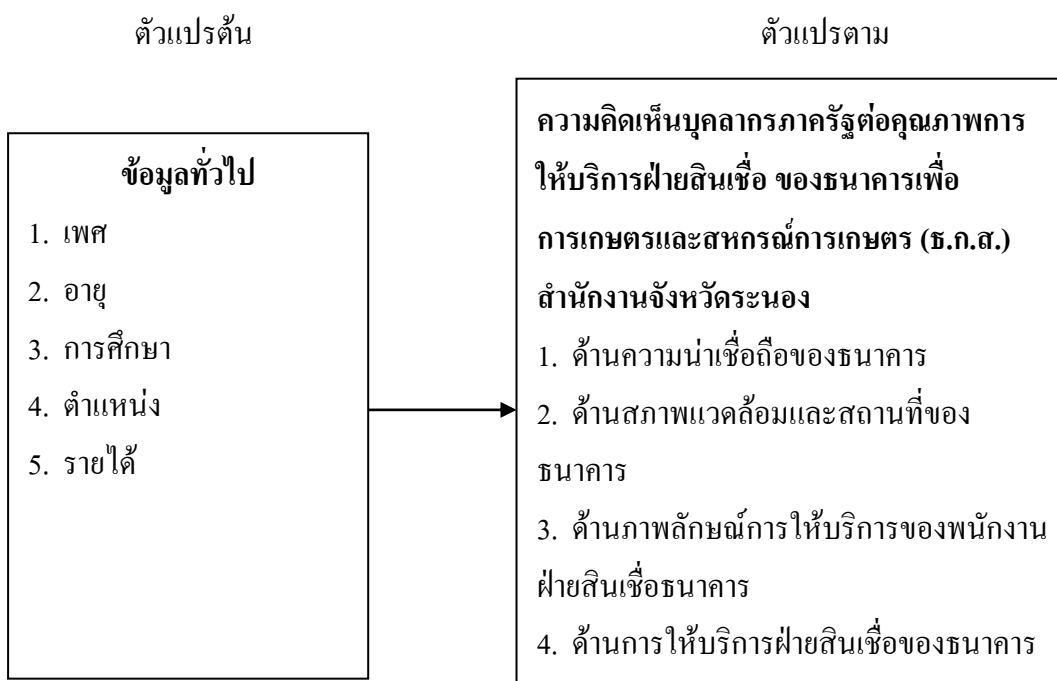 ตัวแปรต้น
ตัวแปรตาม
ข้อมูลทั่วไป
1. เพศ
2. อายุ
3. การศึกษา
4. ตำแหน่ง
5. รายได้
ความคิดเห็นบุคลากรภาครัฐต่อคุณภาพการ
ให้บริการฝ่ายสินเชื่อ ของธนาคารเพื่อ
การเกษตรและสหกรณ์การเกษตร (ธ.ก.ส.)
สำนักงานจังหวัดระนอง
1. ด้านความน่าเชื่อถือของธนาคาร
2. ด้านสภาพแวดล้อมและสถานที่ของ
ธนาคาร
3. ด้านภาพลักษณ์การให้บริการของพนักงาน
ฝ่ายสินเชื่อธนาคาร
4. ด้านการให้บริการฝ่ายสินเชื่อของธนาคาร